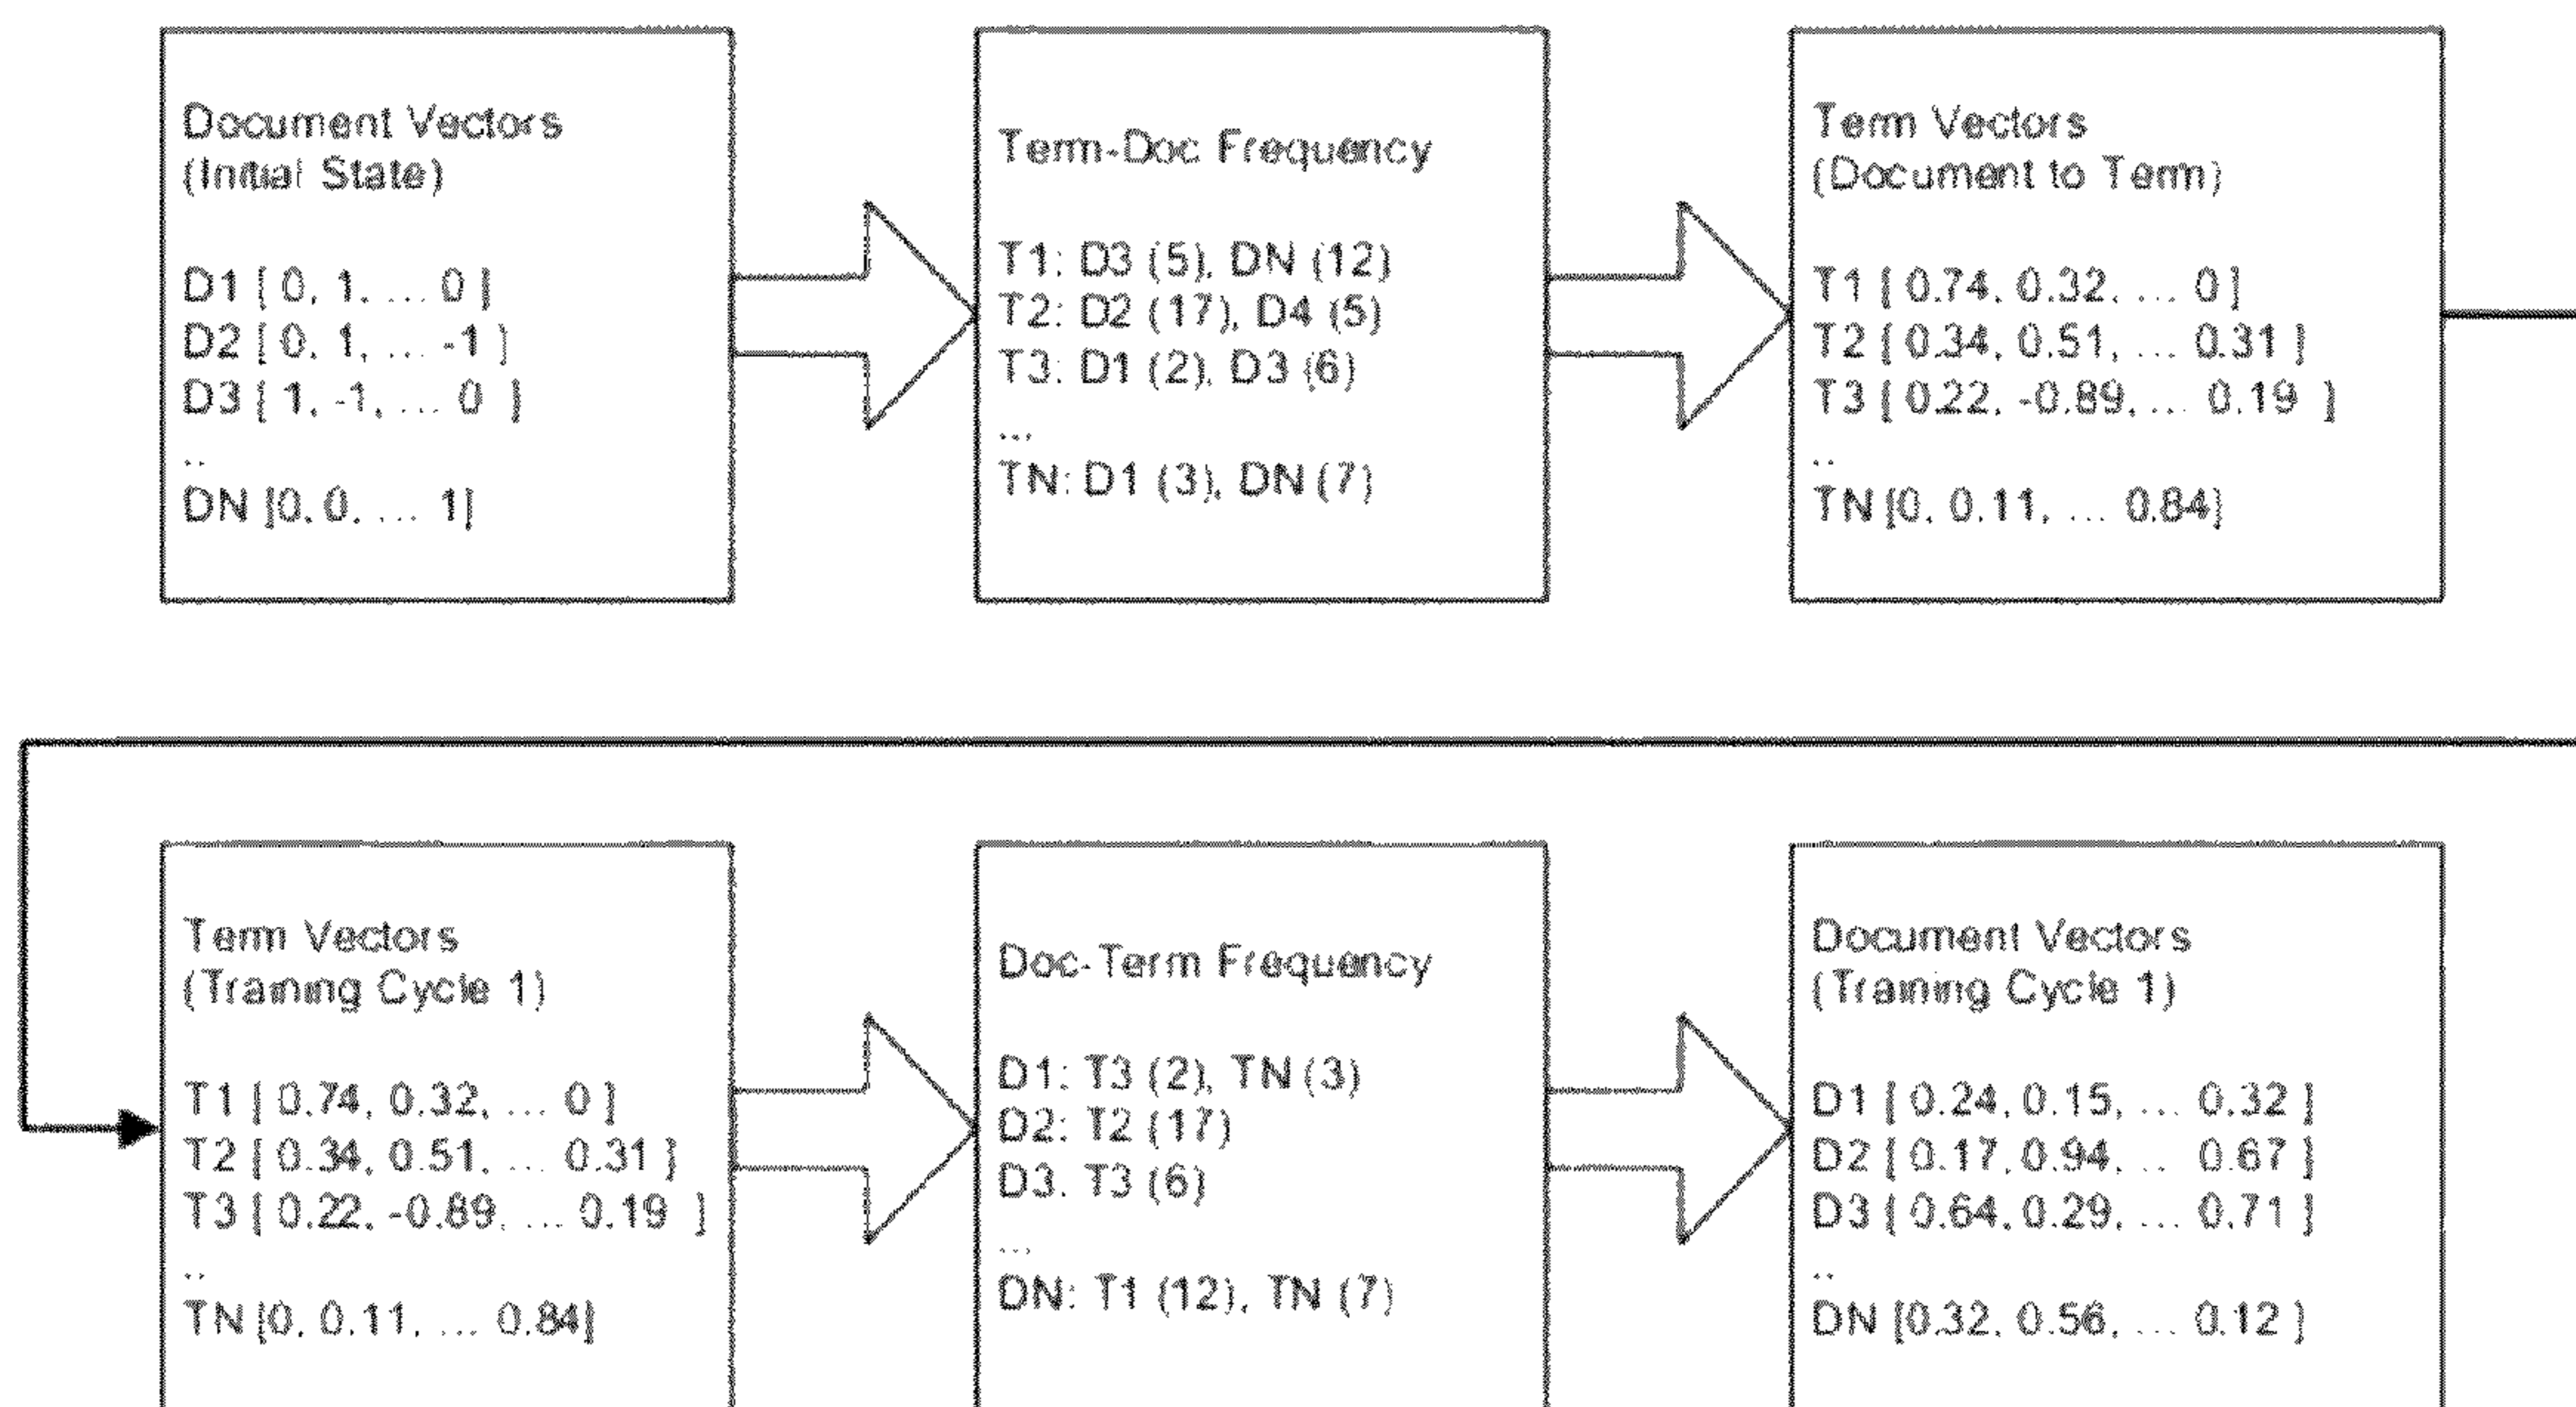 Document Vectors
(Initial State)
D1 [ 0, 1, ... 0 ]
D2 [ 0, 1, ... -1 ]
D3 [ 1, -1, ... 0 ]
..
DN [0, 0, ... 1]
Term-Doc Frequency
T1: D3 (5), DN (12)
T2: D2 (17), D4 (5)
T3: D1 (2), D3 (6)
...
TN: D1 (3), DN (7)
Term Vectors
(Document to Term)
T1 [ 0.74, 0.32, ... 0 ]
T2 [ 0.34, 0.51, ... 0.31 ]
T3 [ 0.22, -0.89, ... 0.19 ]
..
TN [0, 0.11, ... 0.84]
Term Vectors
(Training Cycle 1)
T1 [ 0.74, 0.32, ... 0 ]
T2 [ 0.34, 0.51, ... 0.31 ]
T3 [ 0.22, -0.89, ... 0.19 ]
..
TN [0, 0.11, ... 0.84]
Doc-Term Frequency
D1: T3 (2), TN (3)
D2: T2 (17)
D3. T3 (6)
...
DN: T1 (12), TN (7)
Document Vectors
(Training Cycle 1)
D1 [ 0.24, 0.15, ... 0.32 ]
D2 [ 0.17, 0.94, ... 0.67 ]
D3 [ 0.64, 0.29, ... 0.71 ]
..
DN [0.32, 0.56, ... 0.12 ]